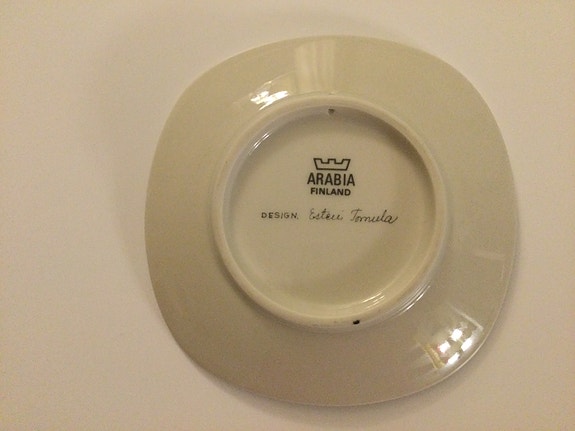 ARABIA
FINLAND
DESIGN. Esteri Tomula